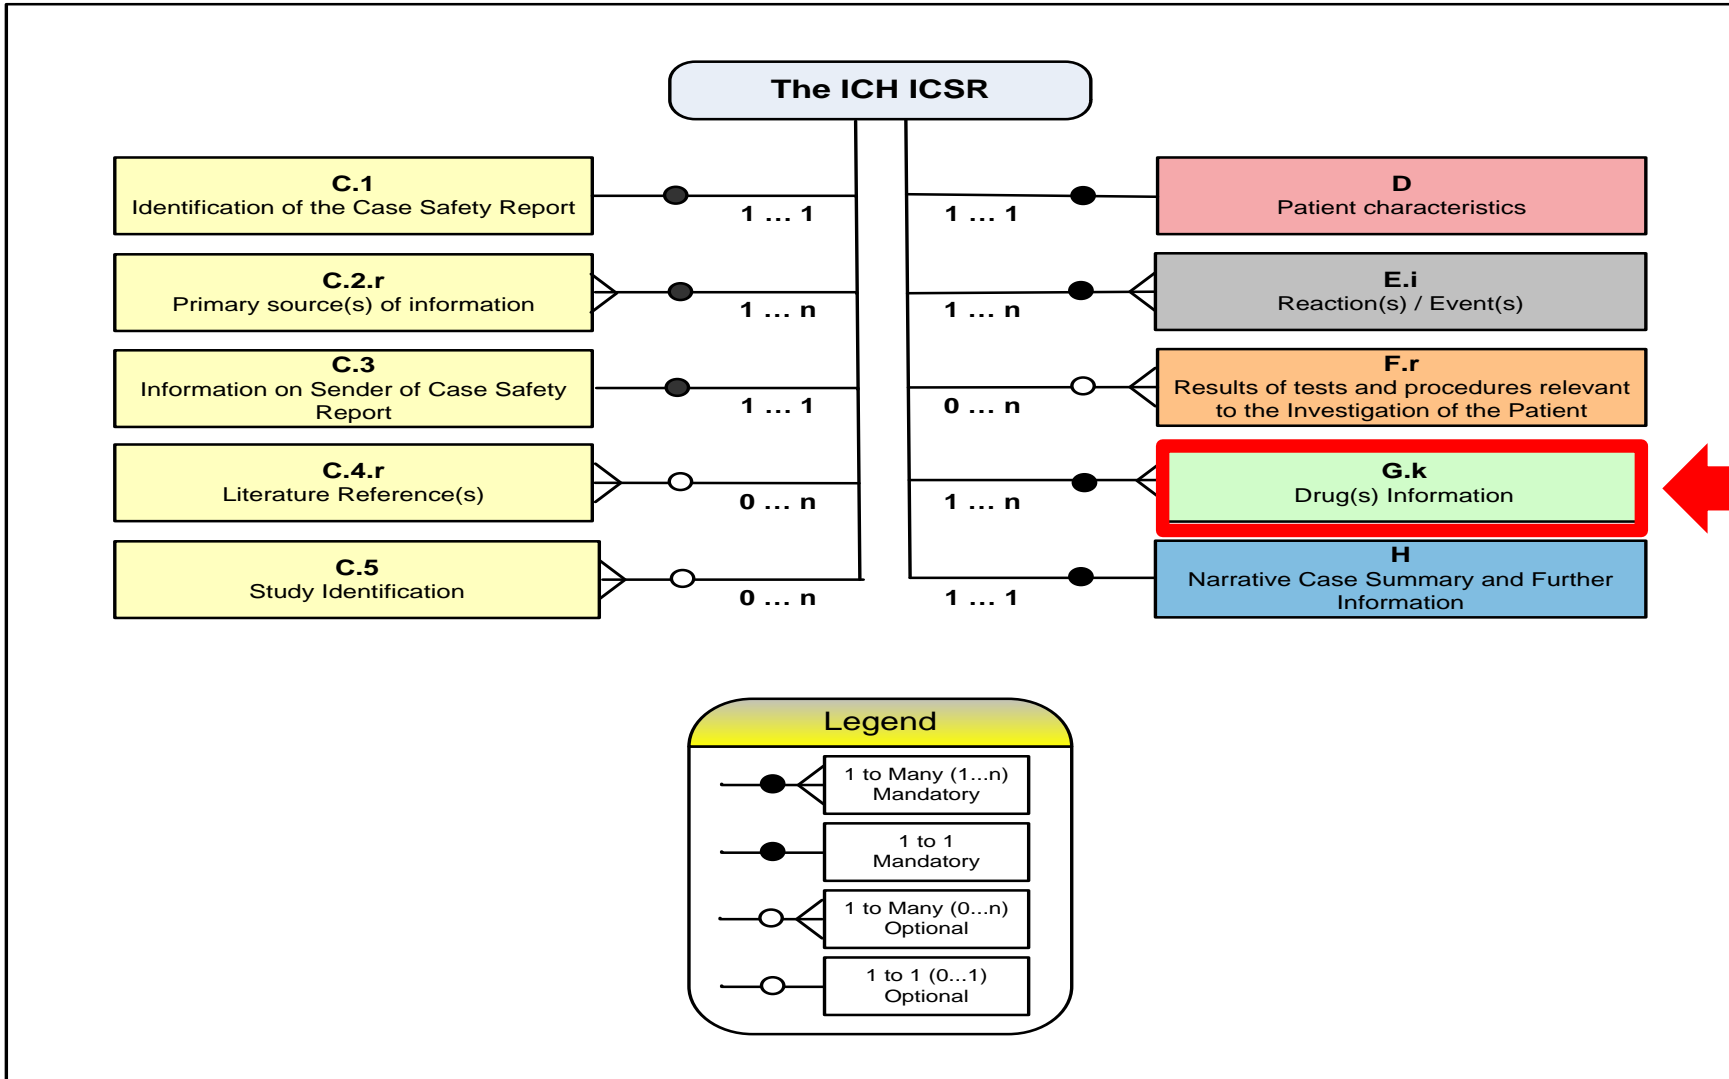 The ICH ICSR
C.1
Identification of the Case Safety Report
1 ... 1
C.2.r
Primary source(s) of information
1 ... n
C.3
Information on Sender of Case Safety
Report
1 ... 1
C.4.r
Literature Reference(s)
0 ... n
C.5
Study Identification
0 ... n
D
Patient characteristics
1 ... 1
E.i
Reaction(s) / Event(s)
1 ... n
F.r
Results of tests and procedures relevant
to the Investigation of the Patient
0 ... n
G.k
Drug(s) Information
1 ... n
H
Narrative Case Summary and Further
Information
1 ... 1
Legend
1 to Many (1...n)
Mandatory
1 to 1
Mandatory
1 to Many (0...n)
Optional
1 to 1 (0...1)
Optional